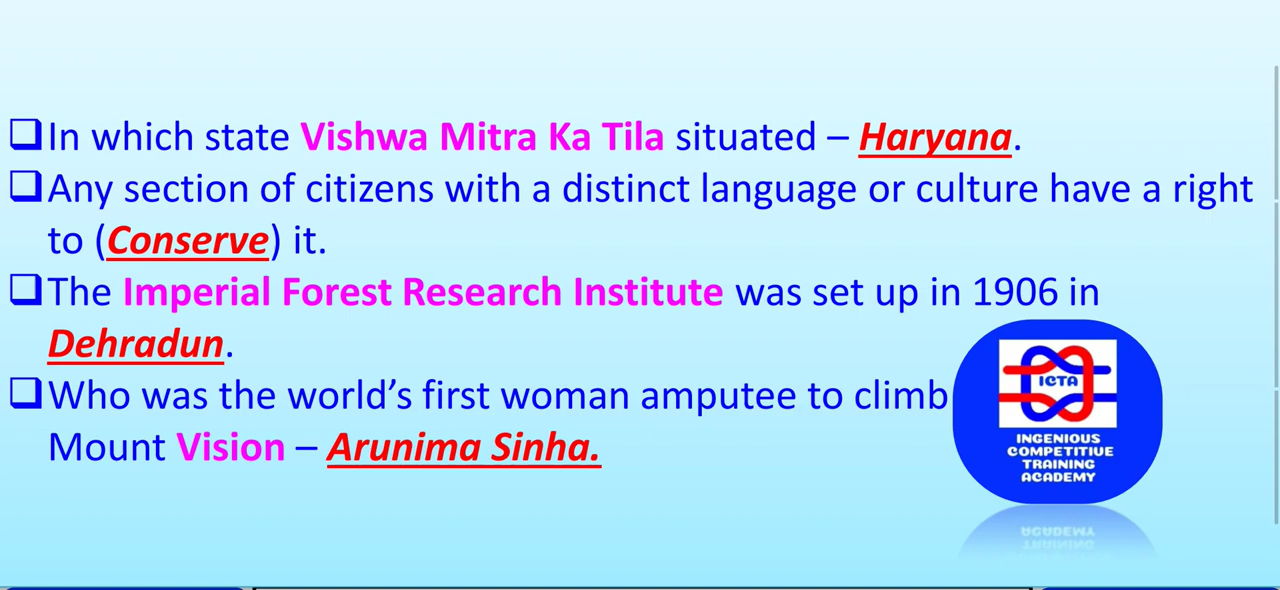 ❑In which state Vishwa Mitra Ka Tila situated – Haryana.
❑Any section of citizens with a distinct language or culture have a right
to (Conserve) it.
❑The Imperial Forest Research Institute was set up in 1906 in
Dehradun.
❑Who was the world’s first woman amputee to climb
Mount Vision – Arunima Sinha.
ICTA
INGENIOUS
COMPETITIVE
TRAINING
ACADEMY